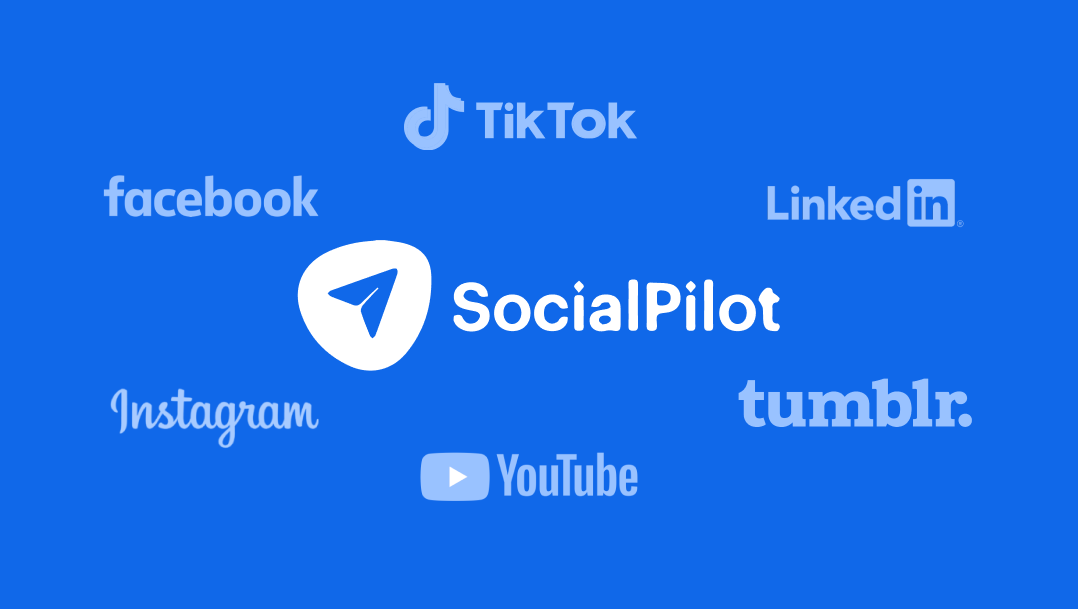 TikTok
facebook
Linkedin®
SocialPilot
Instagram
tumblr.
YouTube